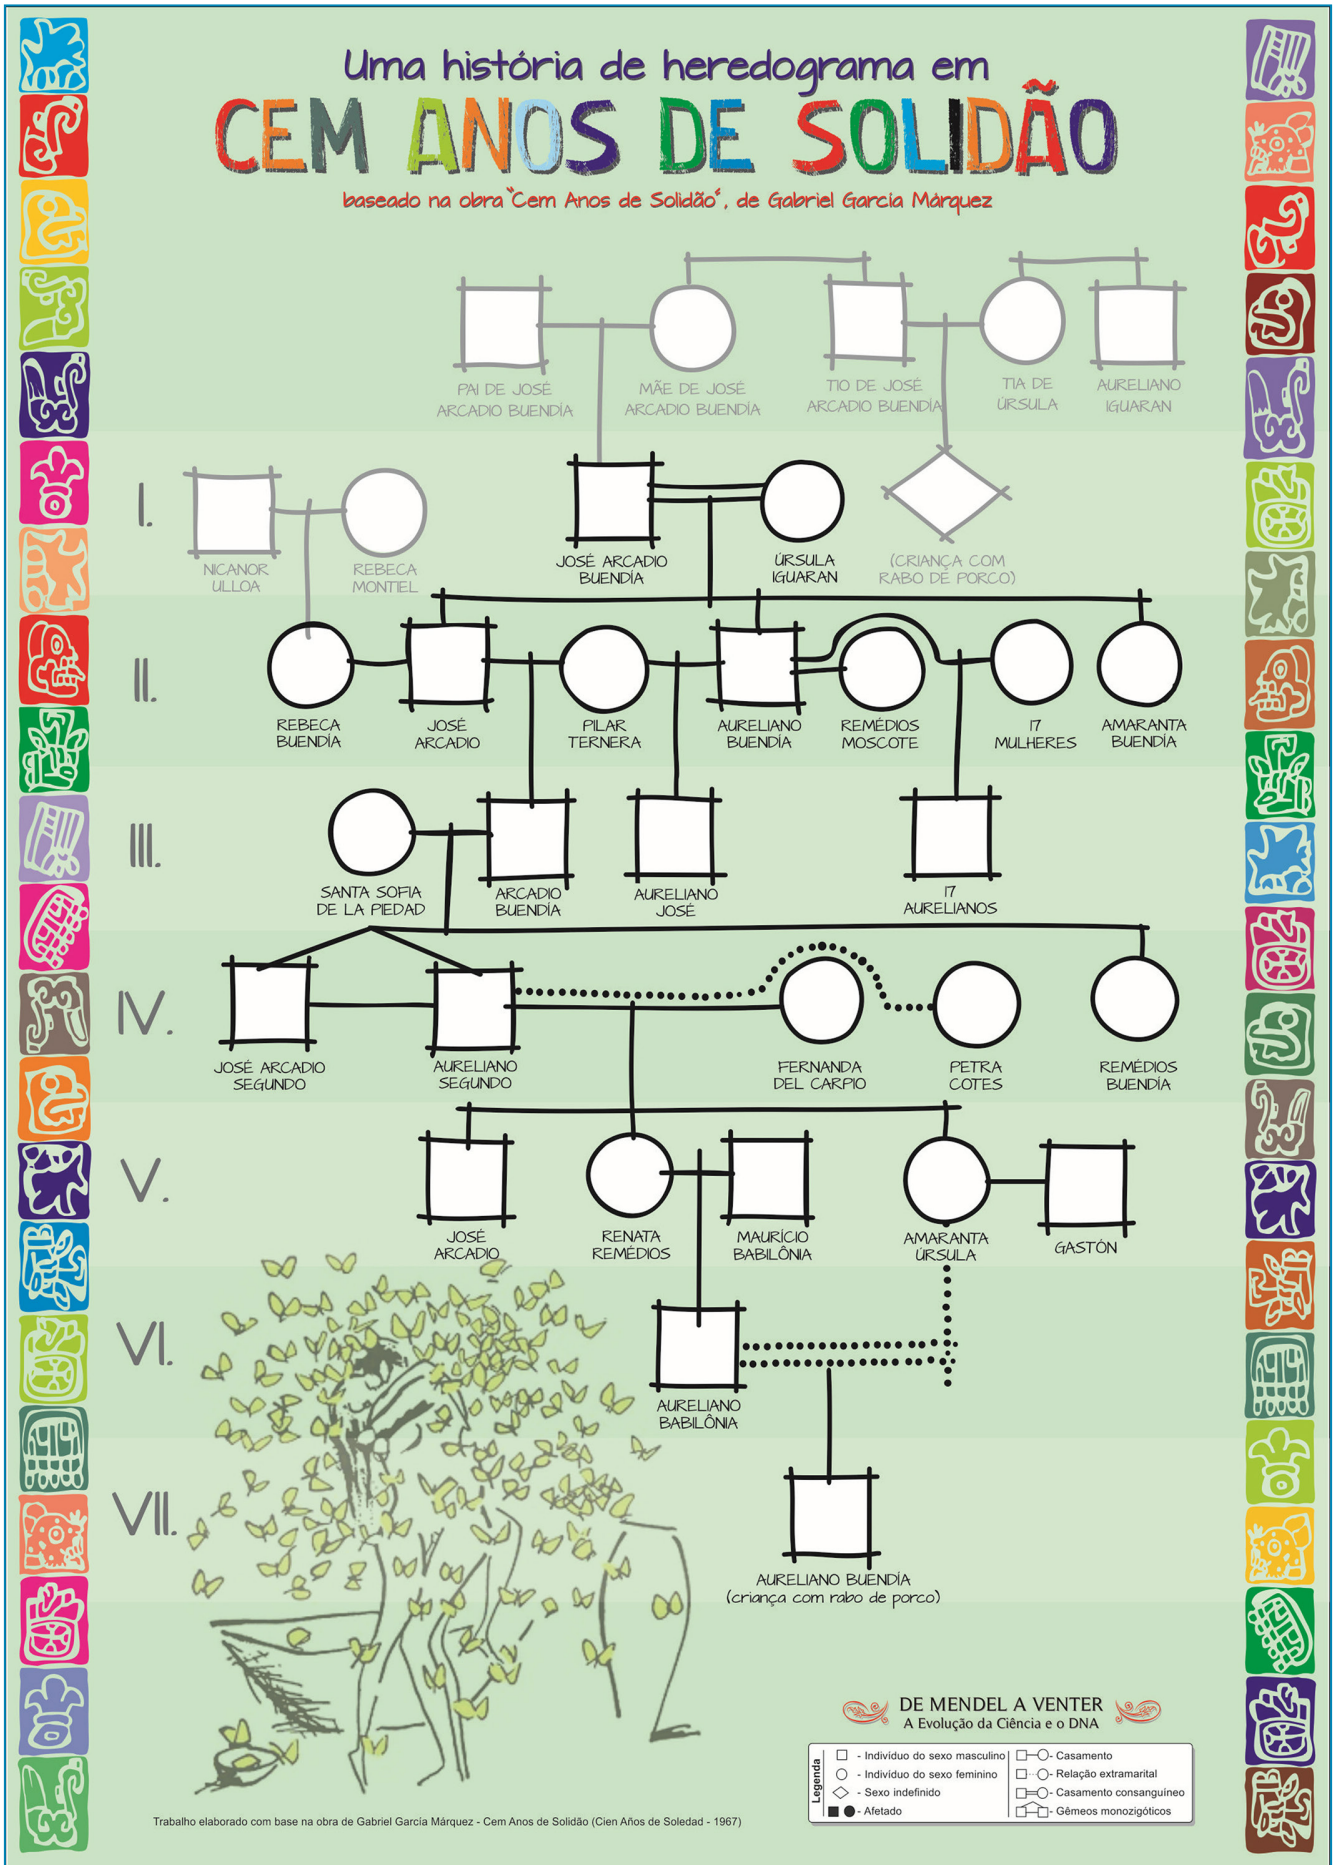 Uma história de heredograma em
CEM ANOS DE SOLIDÃO
baseado na obra "Cem Anos de Solidão", de Gabriel García Márquez
PAI DE JOSÉ
ARCADIO BUENDÍA
MÃE DE JOSÉ
ARCADIO BUENDÍA
TIO DE JOSÉ
ARCADIO BUENDÍA
TIA DE
ÚRSULA
AURELIANO
IGUARAN
I.
NICANOR
ULLOA
REBECA
MONTIEL
JOSÉ ARCADIO
BUENDÍA
ÚRSULA
IGUARAN
(CRIANÇA COM
RABO DE PORCO)
II.
REBECA
BUENDÍA
JOSÉ
ARCADIO
PILAR
TERNERA
AURELIANO
BUENDÍA
REMÉDIOS
MOSCOTE
17
MULHERES
AMARANTA
BUENDÍA
III.
SANTA SOFIA
DE LA PIEDAD
ARCADIO
BUENDÍA
AURELIANO
JOSÉ
17
AURELIANOS
IV.
JOSÉ ARCADIO
SEGUNDO
AURELIANO
SEGUNDO
FERNANDA
DEL CARPIO
PETRA
COTES
REMÉDIOS
BUENDÍA
V.
JOSÉ
ARCADIO
RENATA
REMÉDIOS
MAURÍCIO
BABILÔNIA
AMARANTA
ÚRSULA
GASTÓN
VI.
AURELIANO
BABILÔNIA
VII.
AURELIANO BUENDÍA
(criança com rabo de porco)
DE MENDEL A VENTER
A Evolução da Ciência e o DNA
Legenda
- Indivíduo do sexo masculino
- Indivíduo do sexo feminino
- Sexo indefinido
- Afetado
- Casamento
- Relação extramarital
- Casamento consanguíneo
- Gêmeos monozigóticos
Trabalho elaborado com base na obra de Gabriel García Márquez - Cem Anos de Solidão (Cien Años de Soledad - 1967)